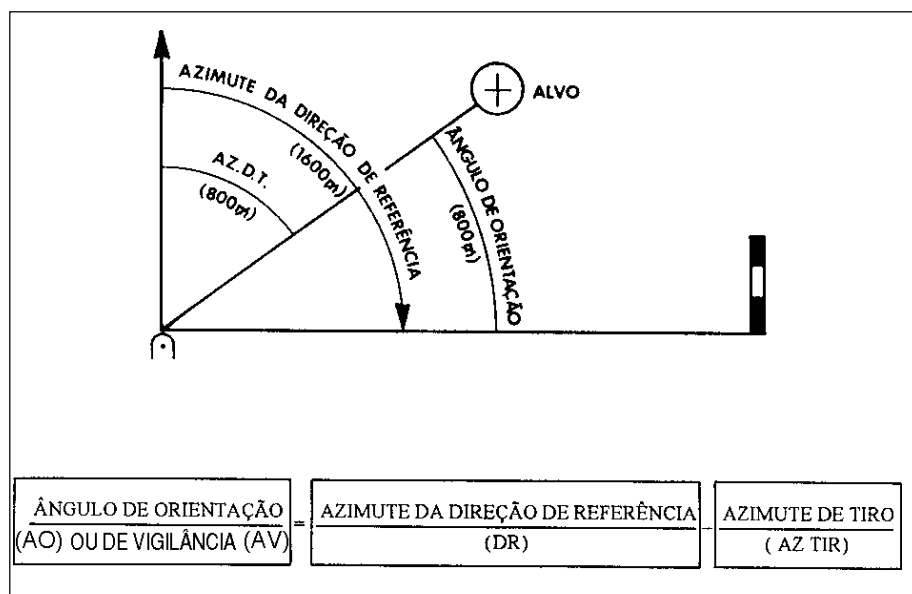 AZIMUTE DA DIREÇÃO DE REFERÊNCIA
(1600₥)
AZ.D.T.
(800₥)
ALVO
ÂNGULO DE ORIENTAÇÃO
(800₥)
ÂNGULO DE ORIENTAÇÃO
(AO) OU DE VIGILÂNCIA (AV)
=
AZIMUTE DA DIREÇÃO DE REFERÊNCIA
(DR)
-
AZIMUTE DE TIRO
( AZ TIR)